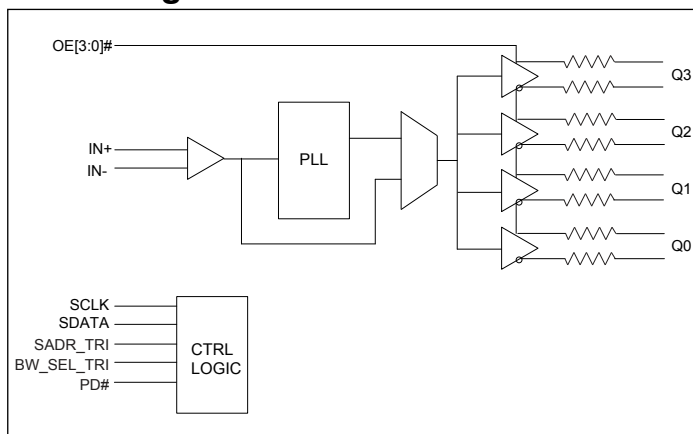 OE[3:0]#
Q3
Q2
IN+
PLL
IN-
Q1
Q0
SCLK
SDATA
SADR_TRI
CTRL
LOGIC
BW_SEL_TRI
PD#